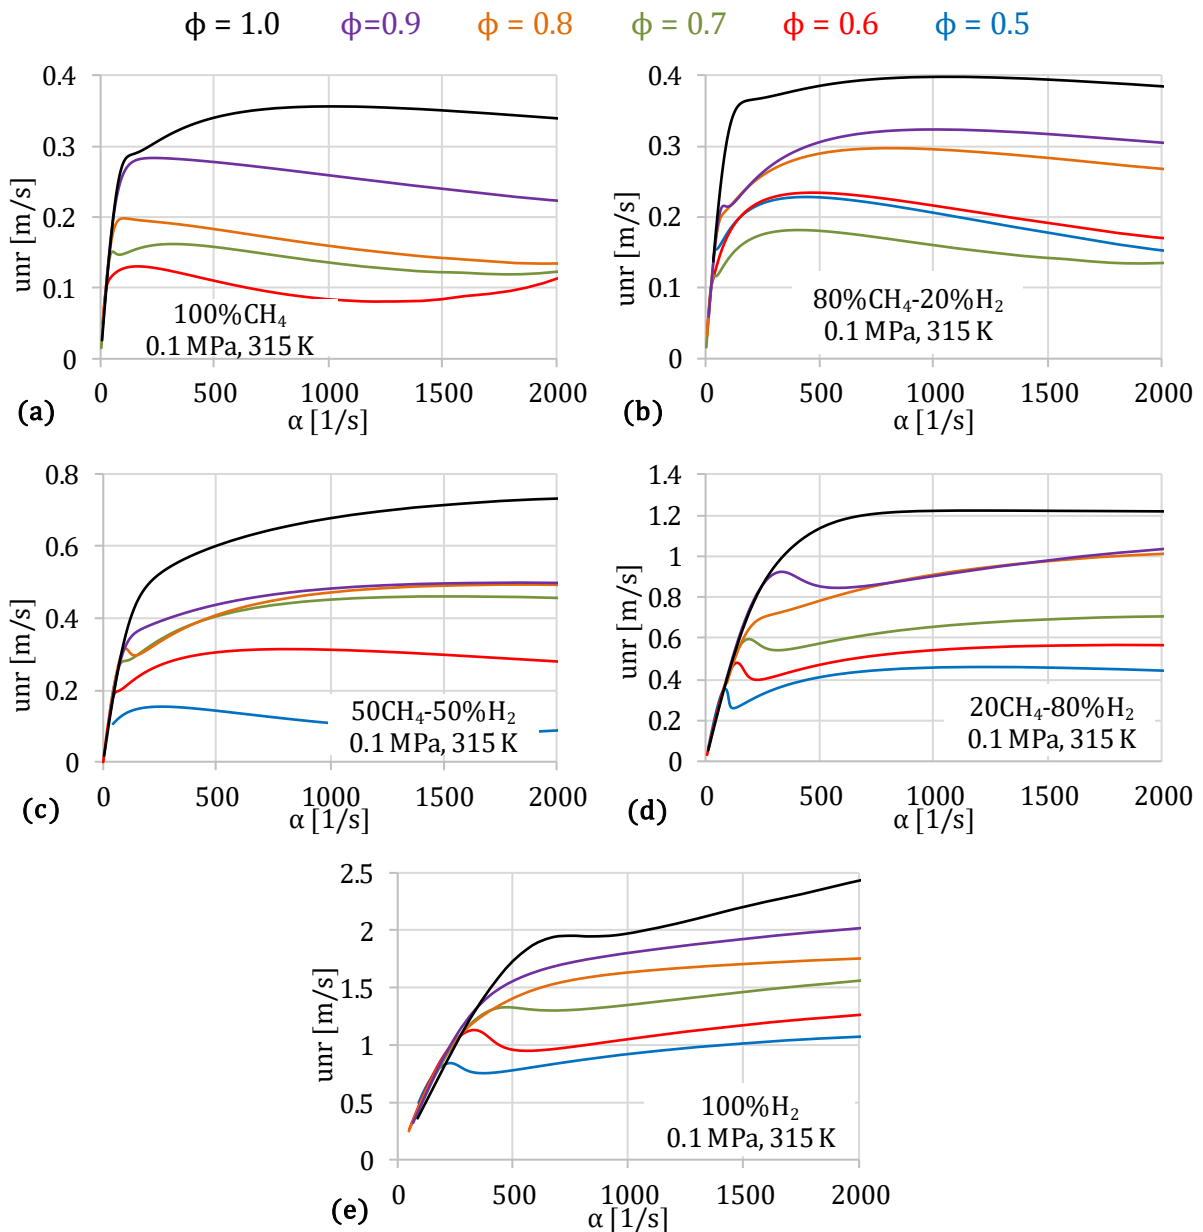 ϕ = 1.0 ϕ=0.9 ϕ = 0.8 ϕ = 0.7 ϕ = 0.6 ϕ = 0.5
unr [m/s]
0.4
0.3
0.2
0.1
0
100%CH₄
0.1 MPa, 315 K
0 500 1000 1500 2000
(a)
α [1/s]
unr [m/s]
0.4
0.3
0.2
0.1
0
80%CH₄-20%H₂
0.1 MPa, 315 K
0 500 1000 1500 2000
(b)
α [1/s]
unr [m/s]
0.8
0.6
0.4
0.2
0
50CH₄-50%H₂
0.1 MPa, 315 K
0 500 1000 1500 2000
(c)
α [1/s]
unr [m/s]
1.4
1.2
1
0.8
0.6
0.4
0.2
0
20CH₄-80%H₂
0.1 MPa, 315 K
0 500 1000 1500 2000
(d)
α [1/s]
unr [m/s]
2.5
2
1.5
1
0.5
0
100%H₂
0.1 MPa, 315 K
0 500 1000 1500 2000
(e)
α [1/s]